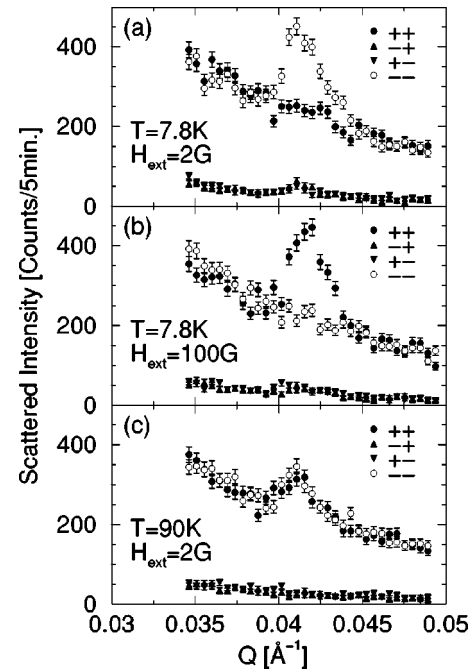 Scattered Intensity [Counts/5min.]
(a)
400
200
0
++
−+
+−
−−
T=7.8K
H_ext=2G
(b)
400
200
0
++
−+
+−
−−
T=7.8K
H_ext=100G
(c)
400
200
0
++
−+
+−
−−
T=90K
H_ext=2G
0.03 0.035 0.04 0.045 0.05
Q [Å⁻¹]